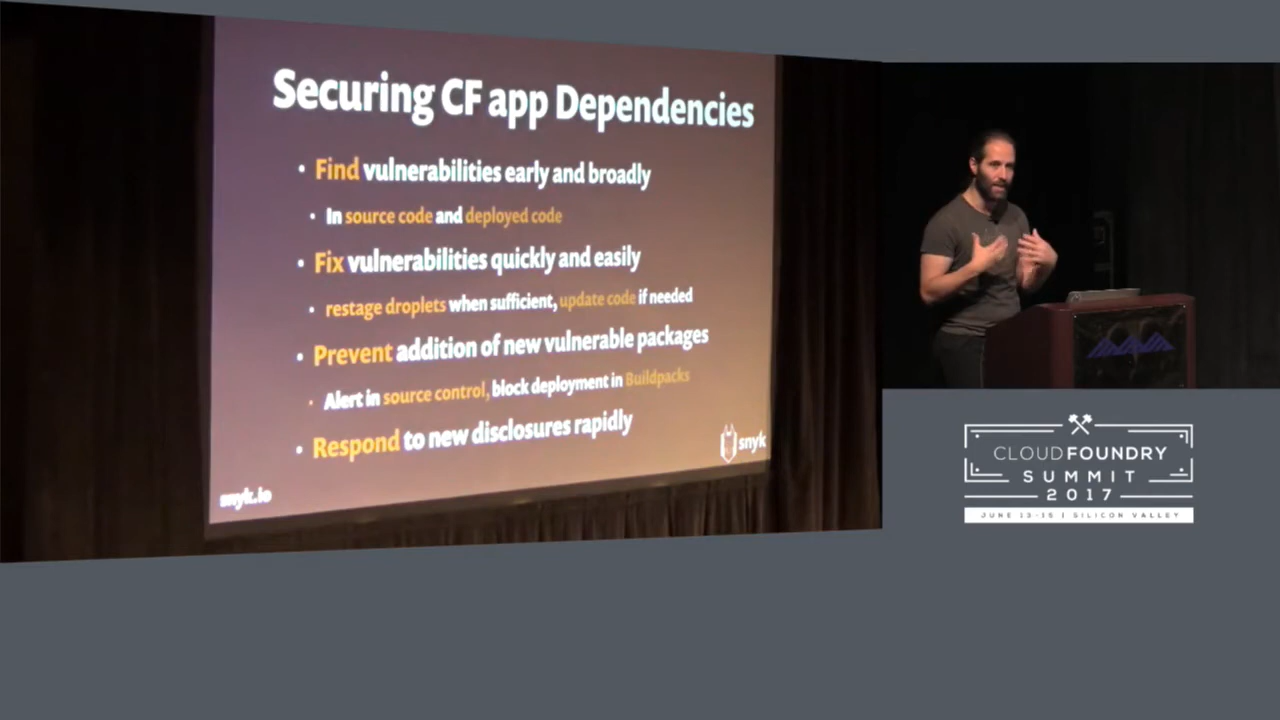 Securing CF app Dependencies
• Find vulnerabilities early and broadly
• In source code and deployed code
• Fix vulnerabilities quickly and easily
• restage droplets when sufficient, update code if needed
• Prevent addition of new vulnerable packages
• Alert in source control, block deployment in Buildpacks
• Respond to new disclosures rapidly
snyk
snyk.io
CLOUDFOUNDRY
SUMMIT
2017
JUNE 13-15 | SILICON VALLEY